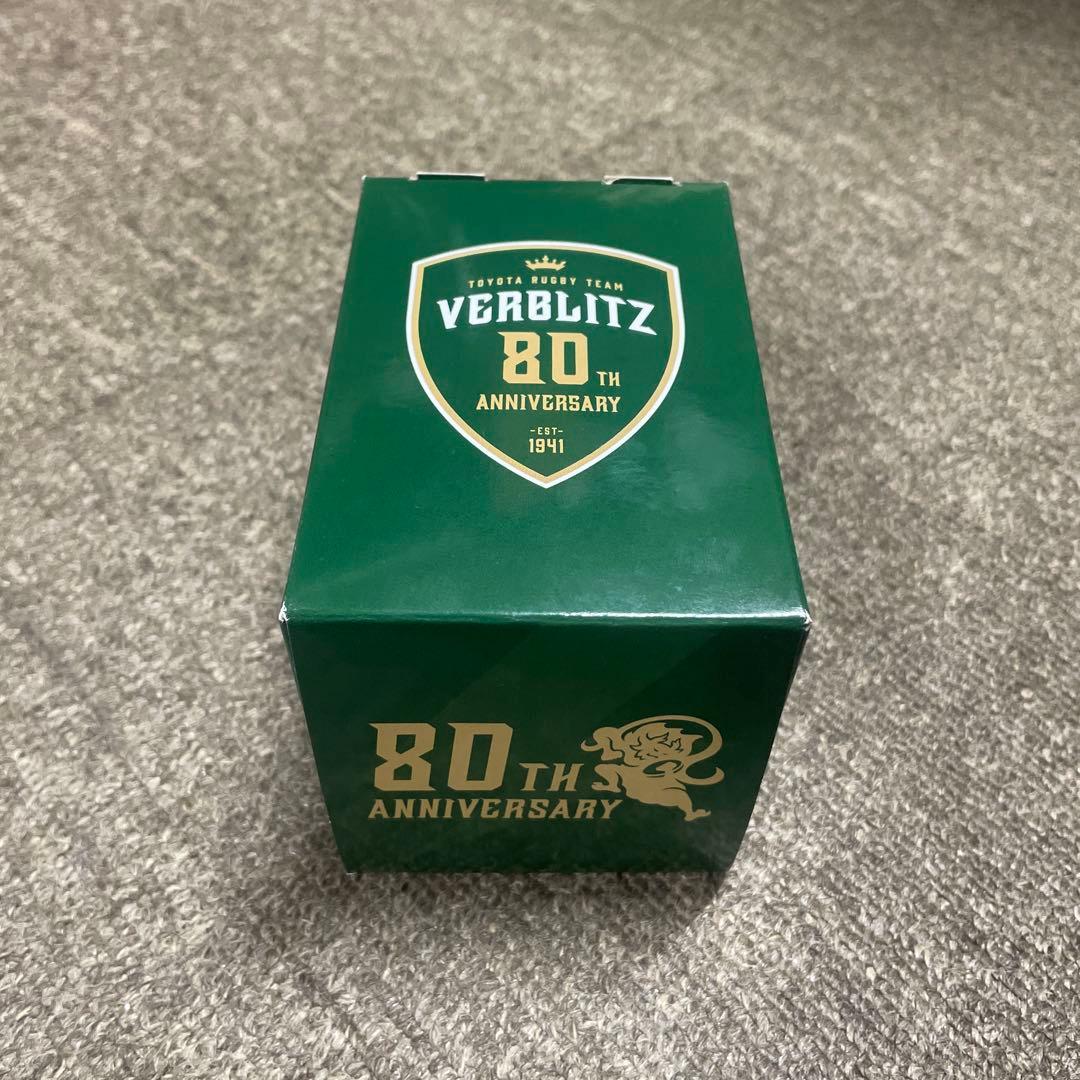 TOYOTA RUGBY TEAM
VERBLITZ
80TH
ANNIVERSARY
-EST-
1941
80TH
ANNIVERSARY